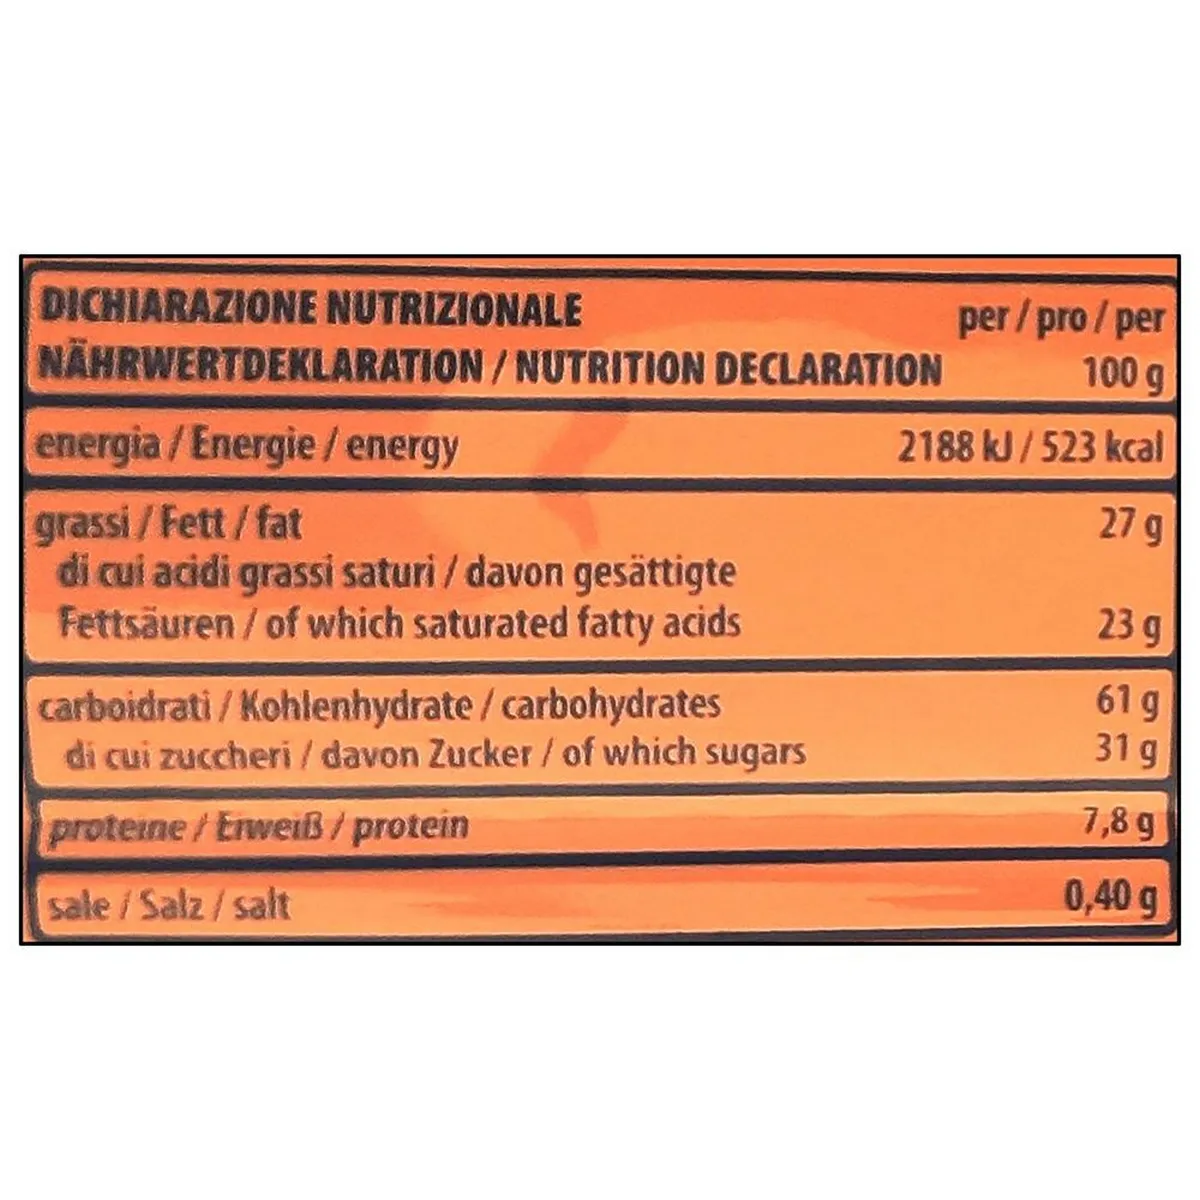 DICHIARAZIONE NUTRIZIONALE per / pro / per
NÄHRWERTDEKLARATION / NUTRITION DECLARATION 100 g
energia / Energie / energy 2188 kJ / 523 kcal
grassi / Fett / fat 27 g
di cui acidi grassi saturi / davon gesättigte
Fettsäuren / of which saturated fatty acids 23 g
carboidrati / Kohlenhydrate / carbohydrates 61 g
di cui zuccheri / davon Zucker / of which sugars 31 g
proteine / Eiweiß / protein 7,8 g
sale / Salz / salt 0,40 g